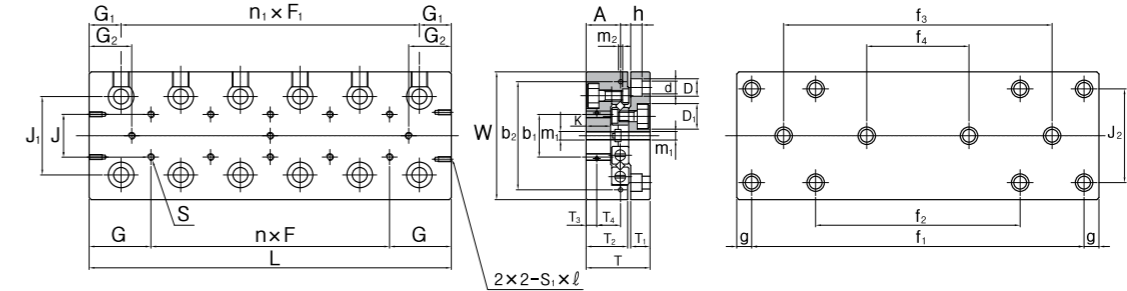 G₁
n₁×F₁
G₁
G₂
G₂
J₁
J
S
G
n×F
G
L
2×2-S₁×ℓ
A
h
m₂
d
D
D₁
W
b₂
b₁
K
m₁
m₁
T₃
T₄
T₂
T₁
T
f₃
f₄
J₂
f₂
g
f₁
g